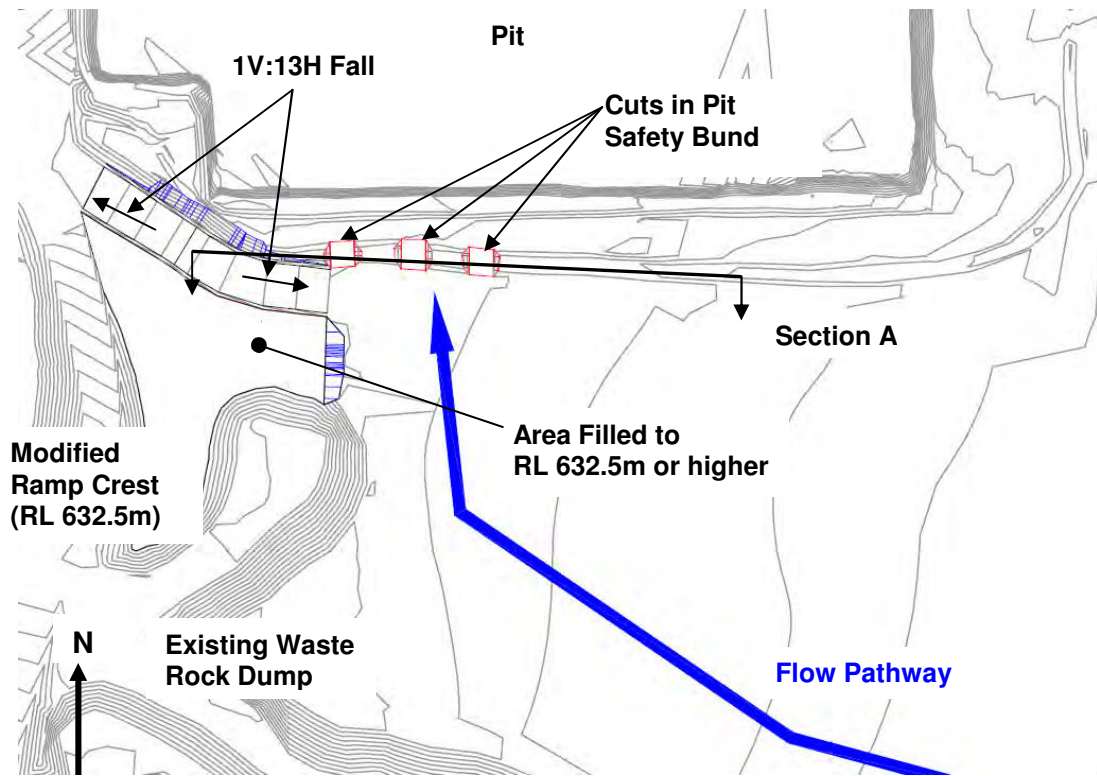 Pit
1V:13H Fall
Cuts in Pit
Safety Bund
Section A
Area Filled to
RL 632.5m or higher
Modified
Ramp Crest
(RL 632.5m)
N
Existing Waste
Rock Dump
Flow Pathway